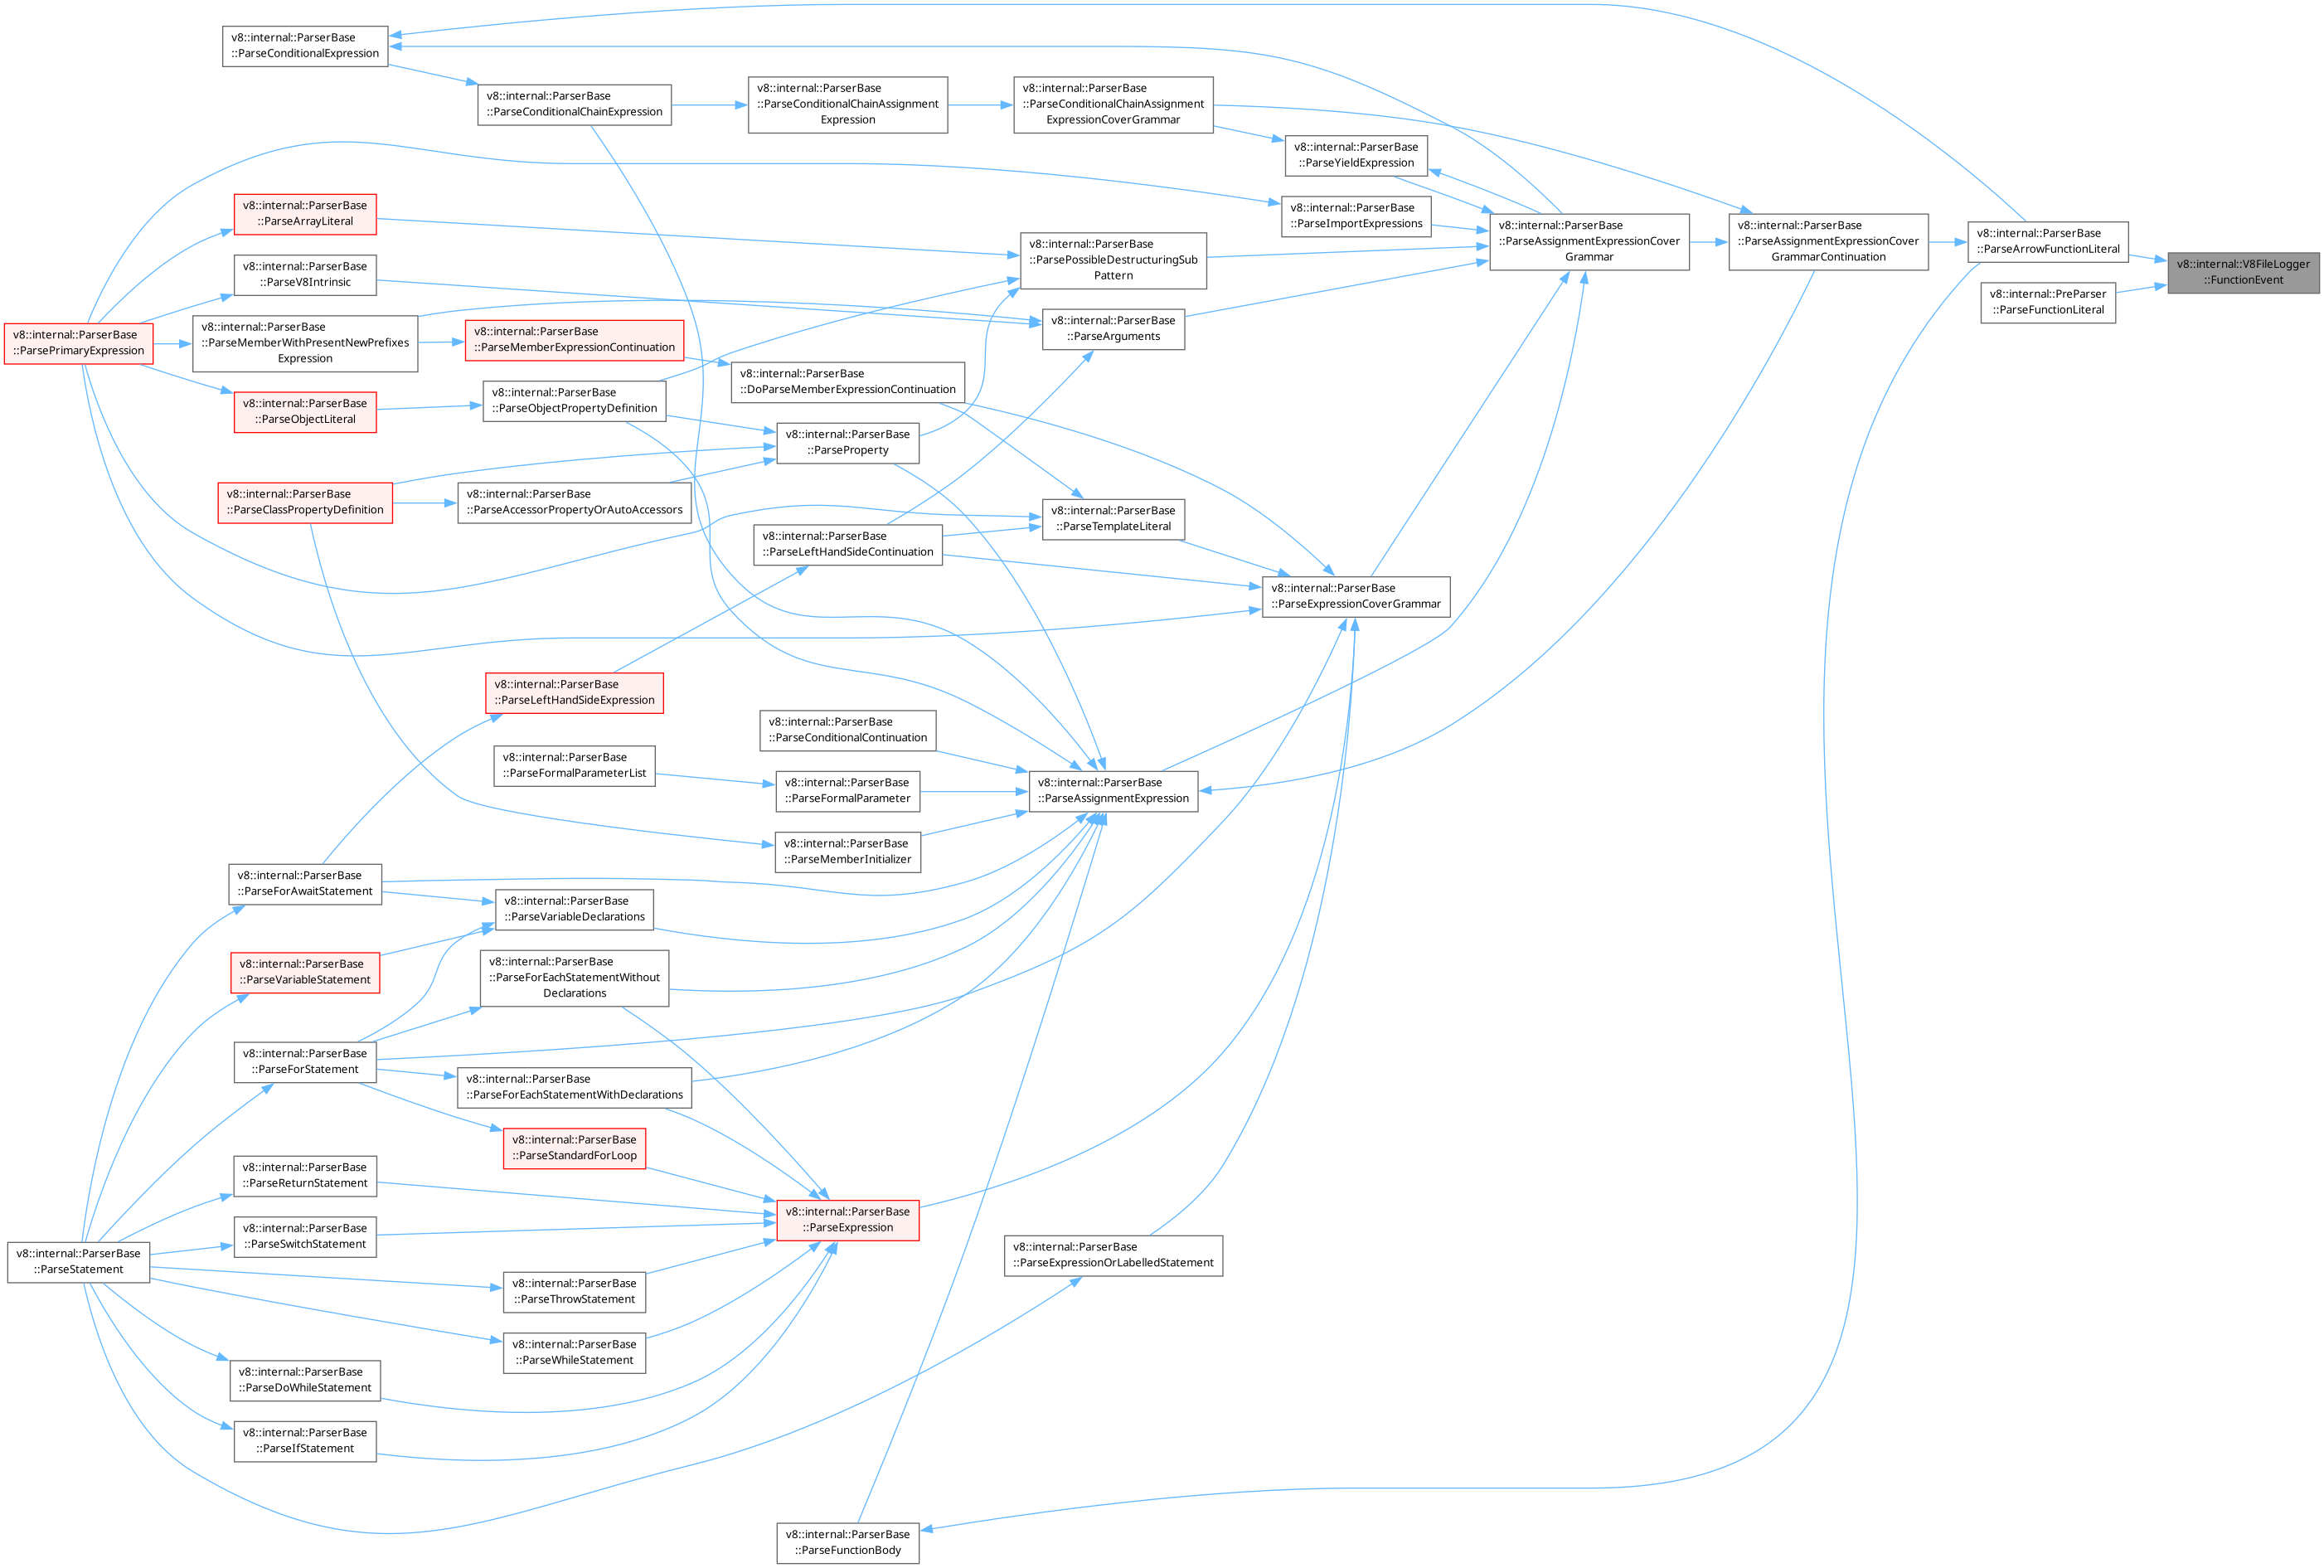 v8::internal::ParserBase
::ParseConditionalExpression
v8::internal::ParserBase
::ParseConditionalChainExpression
v8::internal::ParserBase
::ParseConditionalChainAssignment
Expression
v8::internal::ParserBase
::ParseConditionalChainAssignment
ExpressionCoverGrammar
v8::internal::ParserBase
::ParseYieldExpression
v8::internal::ParserBase
::ParseArrayLiteral
v8::internal::ParserBase
::ParseImportExpressions
v8::internal::ParserBase
::ParseAssignmentExpressionCover
Grammar
v8::internal::ParserBase
::ParseAssignmentExpressionCover
GrammarContinuation
v8::internal::ParserBase
::ParseArrowFunctionLiteral
v8::internal::V8FileLogger
::FunctionEvent
v8::internal::ParserBase
::ParseV8Intrinsic
v8::internal::ParserBase
::ParsePossibleDestructuringSub
Pattern
v8::internal::PreParser
::ParseFunctionLiteral
v8::internal::ParserBase
::ParsePrimaryExpression
v8::internal::ParserBase
::ParseMemberWithPresentNewPrefixes
Expression
v8::internal::ParserBase
::ParseMemberExpressionContinuation
v8::internal::ParserBase
::ParseArguments
v8::internal::ParserBase
::DoParseMemberExpressionContinuation
v8::internal::ParserBase
::ParseObjectLiteral
v8::internal::ParserBase
::ParseObjectPropertyDefinition
v8::internal::ParserBase
::ParseProperty
v8::internal::ParserBase
::ParseClassPropertyDefinition
v8::internal::ParserBase
::ParseAccessorPropertyOrAutoAccessors
v8::internal::ParserBase
::ParseTemplateLiteral
v8::internal::ParserBase
::ParseLeftHandSideContinuation
v8::internal::ParserBase
::ParseExpressionCoverGrammar
v8::internal::ParserBase
::ParseLeftHandSideExpression
v8::internal::ParserBase
::ParseConditionalContinuation
v8::internal::ParserBase
::ParseFormalParameterList
v8::internal::ParserBase
::ParseFormalParameter
v8::internal::ParserBase
::ParseAssignmentExpression
v8::internal::ParserBase
::ParseMemberInitializer
v8::internal::ParserBase
::ParseForAwaitStatement
v8::internal::ParserBase
::ParseVariableDeclarations
v8::internal::ParserBase
::ParseVariableStatement
v8::internal::ParserBase
::ParseForEachStatementWithout
Declarations
v8::internal::ParserBase
::ParseForStatement
v8::internal::ParserBase
::ParseForEachStatementWithDeclarations
v8::internal::ParserBase
::ParseStandardForLoop
v8::internal::ParserBase
::ParseReturnStatement
v8::internal::ParserBase
::ParseExpression
v8::internal::ParserBase
::ParseSwitchStatement
v8::internal::ParserBase
::ParseStatement
v8::internal::ParserBase
::ParseExpressionOrLabelledStatement
v8::internal::ParserBase
::ParseThrowStatement
v8::internal::ParserBase
::ParseWhileStatement
v8::internal::ParserBase
::ParseDoWhileStatement
v8::internal::ParserBase
::ParseIfStatement
v8::internal::ParserBase
::ParseFunctionBody